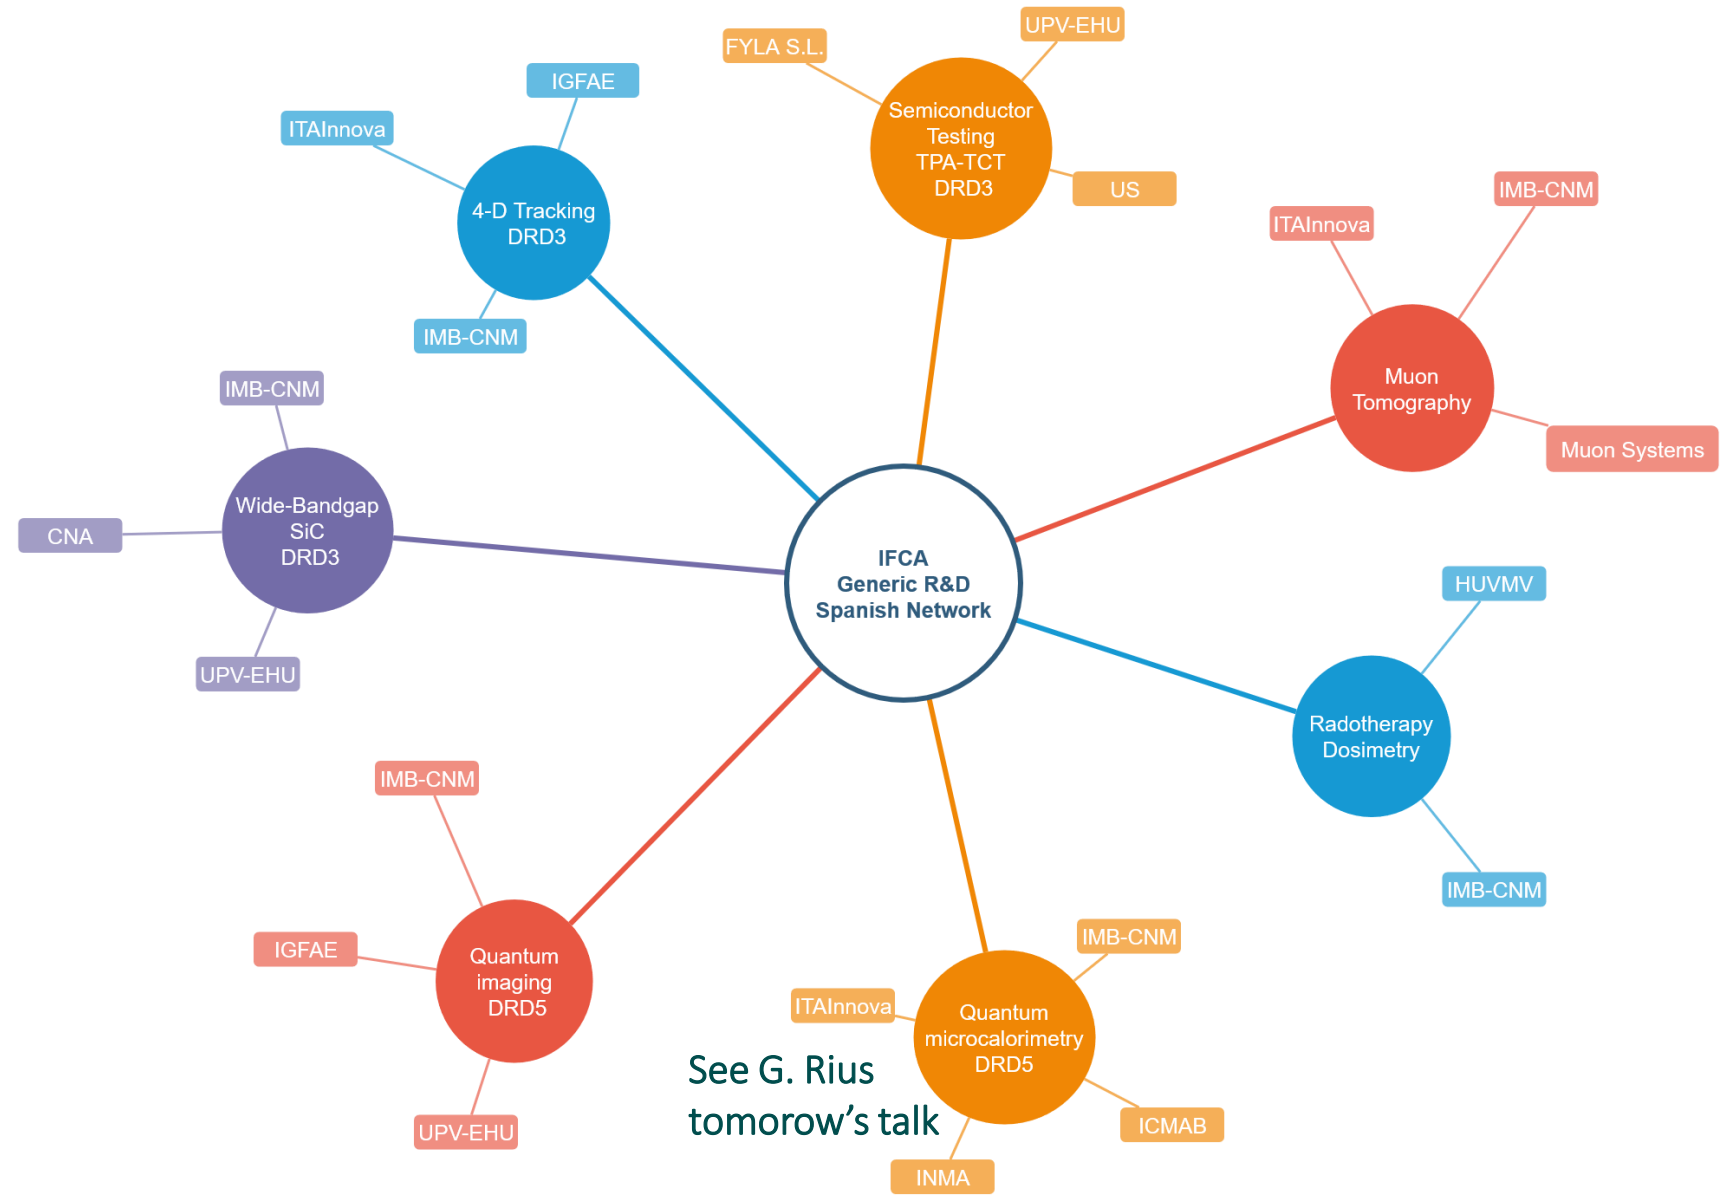 FYLA S.L.
UPV-EHU
Semiconductor
Testing
TPA-TCT
DRD3
US
IGFAE
ITAInnova
4-D Tracking
DRD3
IMB-CNM
IMB-CNM
ITAInnova
Muon
Tomography
Muon Systems
IMB-CNM
Wide-Bandgap
SiC
DRD3
CNA
UPV-EHU
IFCA
Generic R&D
Spanish Network
HUVMV
Radotherapy
Dosimetry
IMB-CNM
IMB-CNM
IGFAE
Quantum
imaging
DRD5
UPV-EHU
IMB-CNM
ITAInnova
Quantum
microcalorimetry
DRD5
ICMAB
INMA
See G. Rius
tomorow’s talk